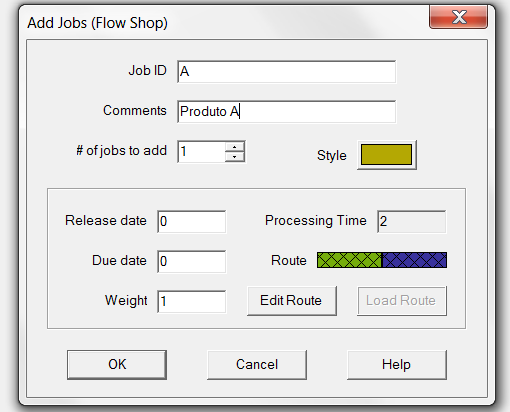 Add Jobs (Flow Shop)
Job ID A
Comments Produto A
# of jobs to add 1 Style
Release date 0 Processing Time 2
Due date 0 Route
Weight 1 Edit Route Load Route
OK Cancel Help